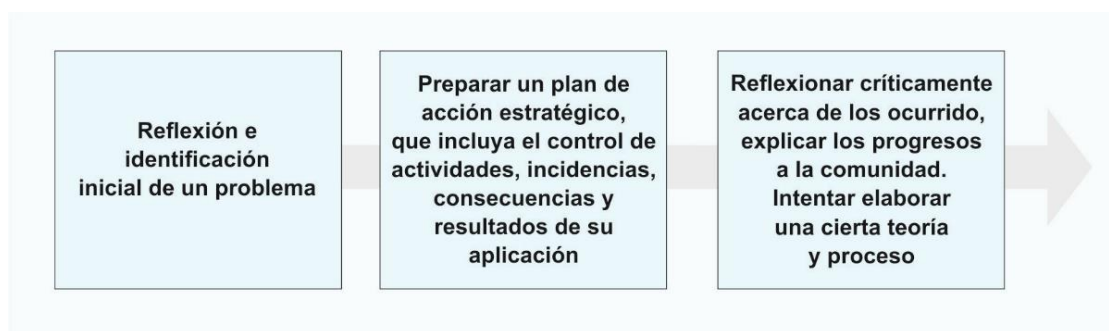 Reflexión e
identificación
inicial de un problema
Preparar un plan de
acción estratégico,
que incluya el control de
actividades, incidencias,
consecuencias y
resultados de su
aplicación
Reflexionar críticamente
acerca de los ocurrido,
explicar los progresos
a la comunidad.
Intentar elaborar
una cierta teoría
y proceso